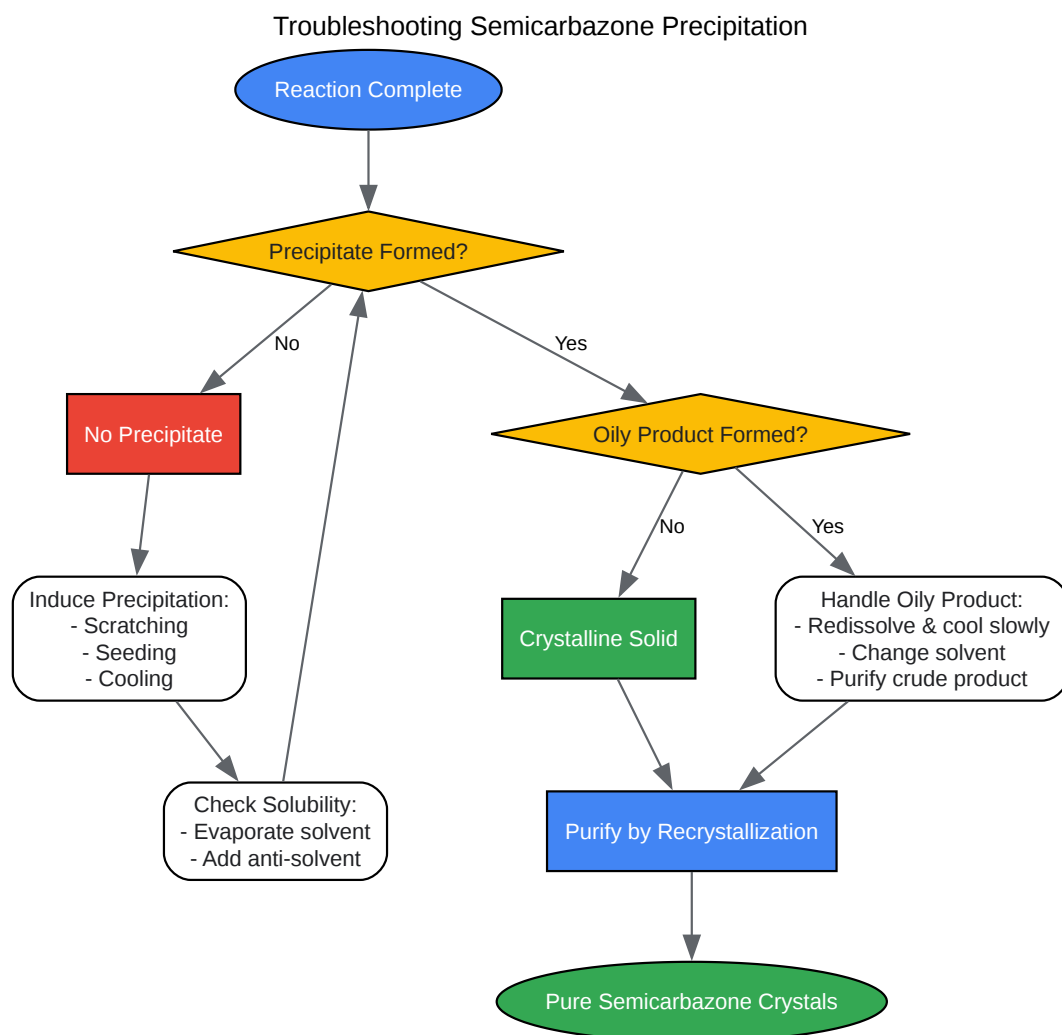 Troubleshooting Semicarbazone Precipitation
Reaction Complete
Precipitate Formed?
No
Yes
No Precipitate
Oily Product Formed?
No
Yes
Induce Precipitation:
- Scratching
- Seeding
- Cooling
Crystalline Solid
Handle Oily Product:
- Redissolve & cool slowly
- Change solvent
- Purify crude product
Check Solubility:
- Evaporate solvent
- Add anti-solvent
Purify by Recrystallization
Pure Semicarbazone Crystals